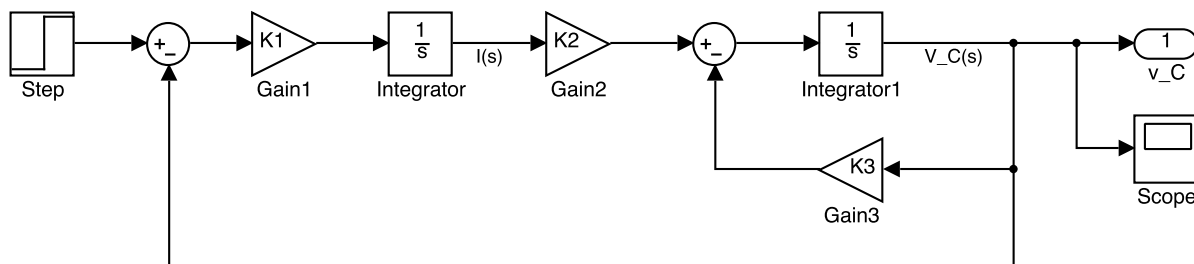 Step
+
_
K1
Gain1
1
s
Integrator
I(s)
K2
Gain2
+
_
1
s
Integrator1
V_C(s)
1
v_C
K3
Gain3
Scope